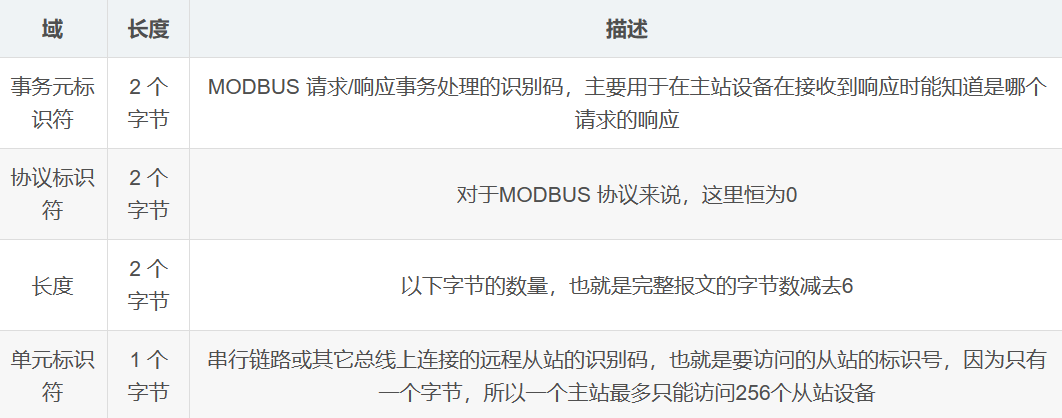 域 长度 描述
事务元标 2 个 MODBUS 请求/响应事务处理的识别码，主要用于在主站设备在接收到响应时能知道是哪个
识符 字节 请求的响应
协议标识 2 个
符 字节 对于MODBUS 协议来说，这里恒为0
长度 2 个
字节 以下字节的数量，也就是完整报文的字节数减去6
单元标识 1 个 串行链路或其它总线上连接的远程从站的识别码，也就是要访问的从站的标识号，因为只有
符 字节 一个字节，所以一个主站最多只能访问256个从站设备